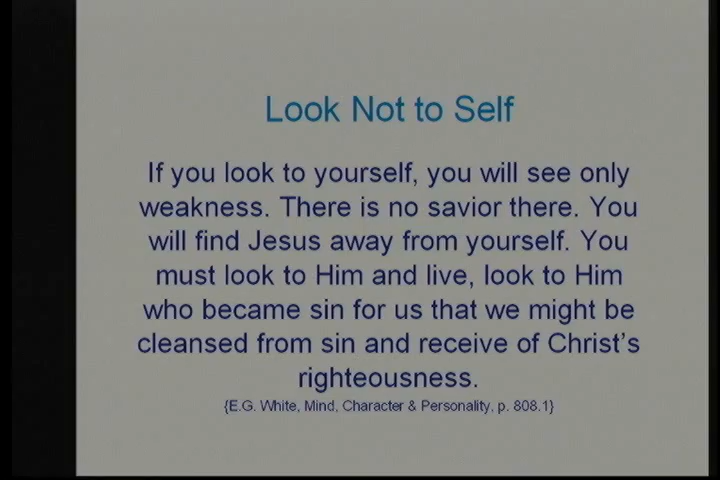 Look Not to Self
If you look to yourself, you will see only
weakness. There is no savior there. You
will find Jesus away from yourself. You
must look to Him and live, look to Him
who became sin for us that we might be
cleansed from sin and receive of Christ's
righteousness.
{E.G. White, Mind, Character & Personality, p. 808.1}